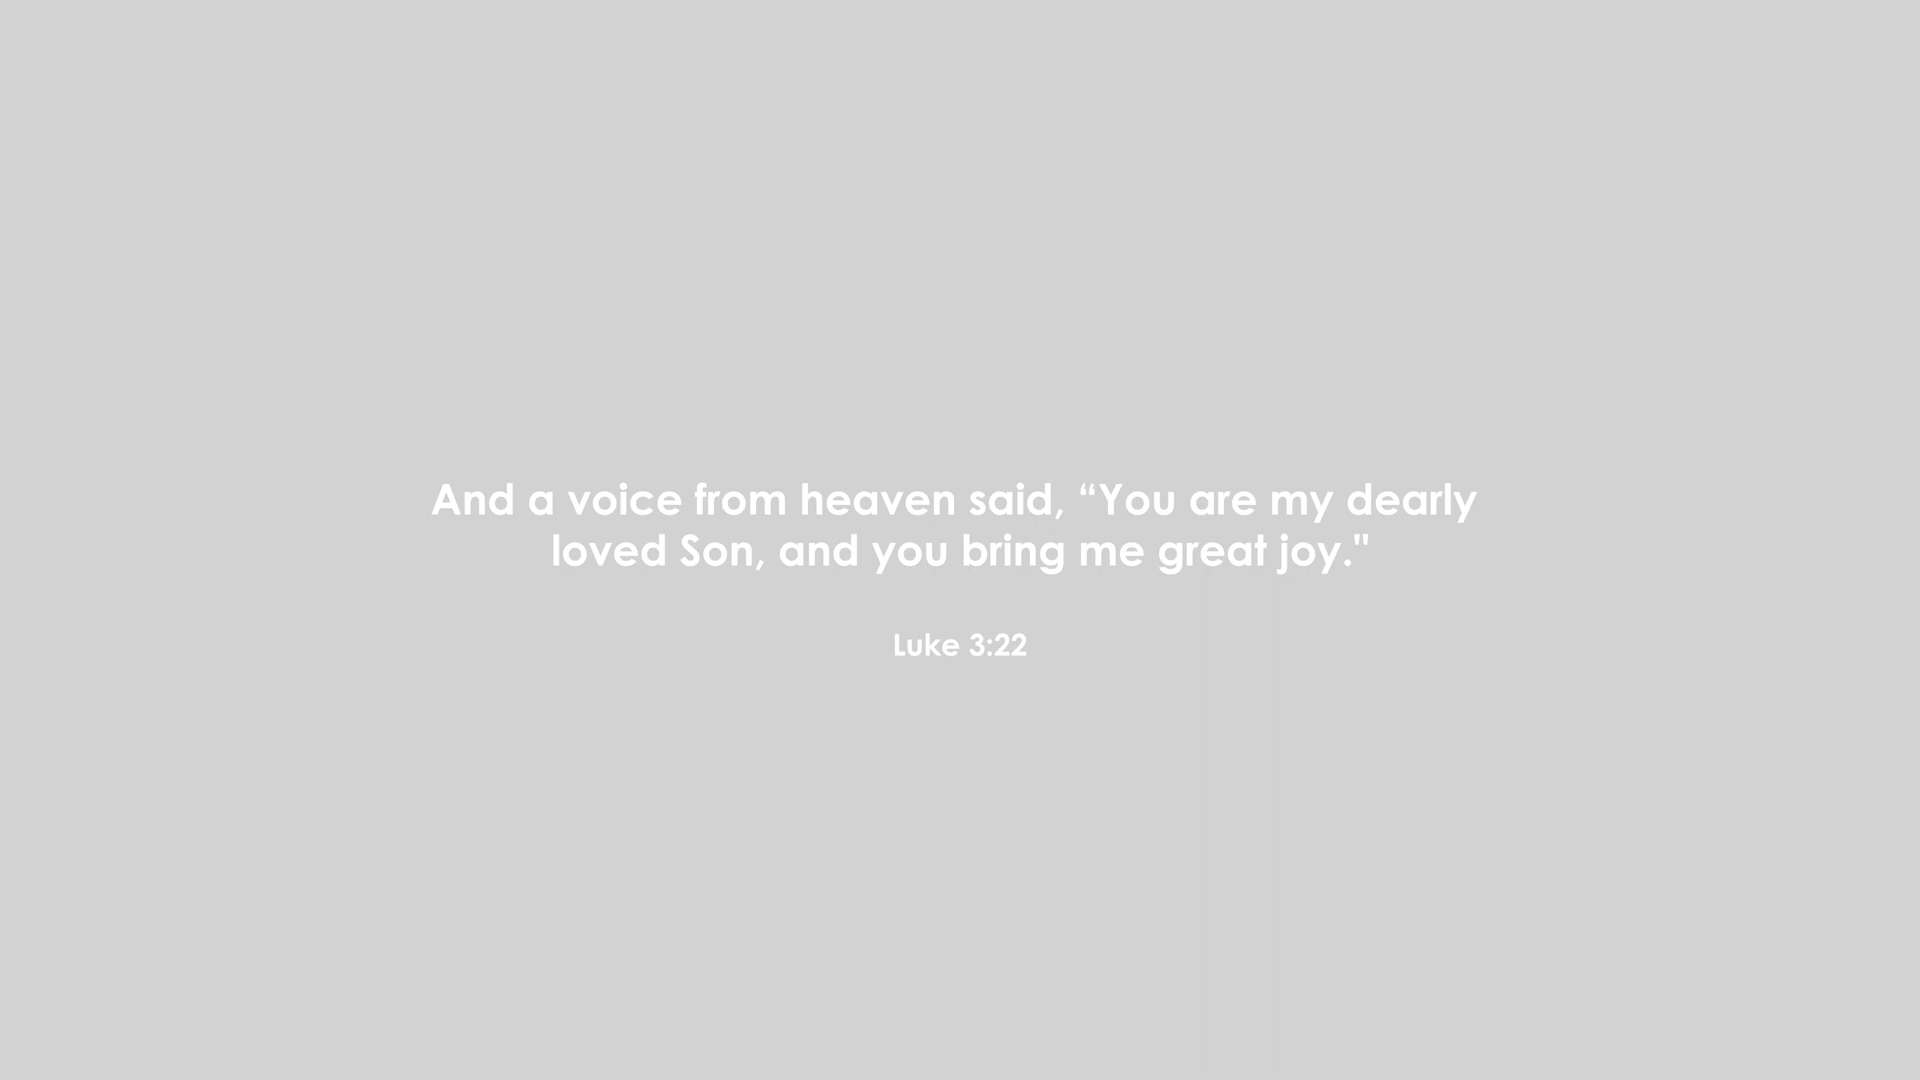 And a voice from heaven said, “You are my dearly
loved Son, and you bring me great joy."
Luke 3:22